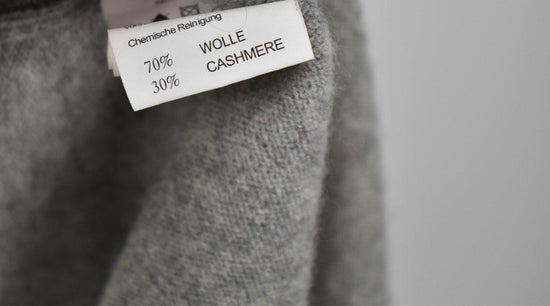 Chemische Reinigung
70% WOLLE
30% CASHMERE